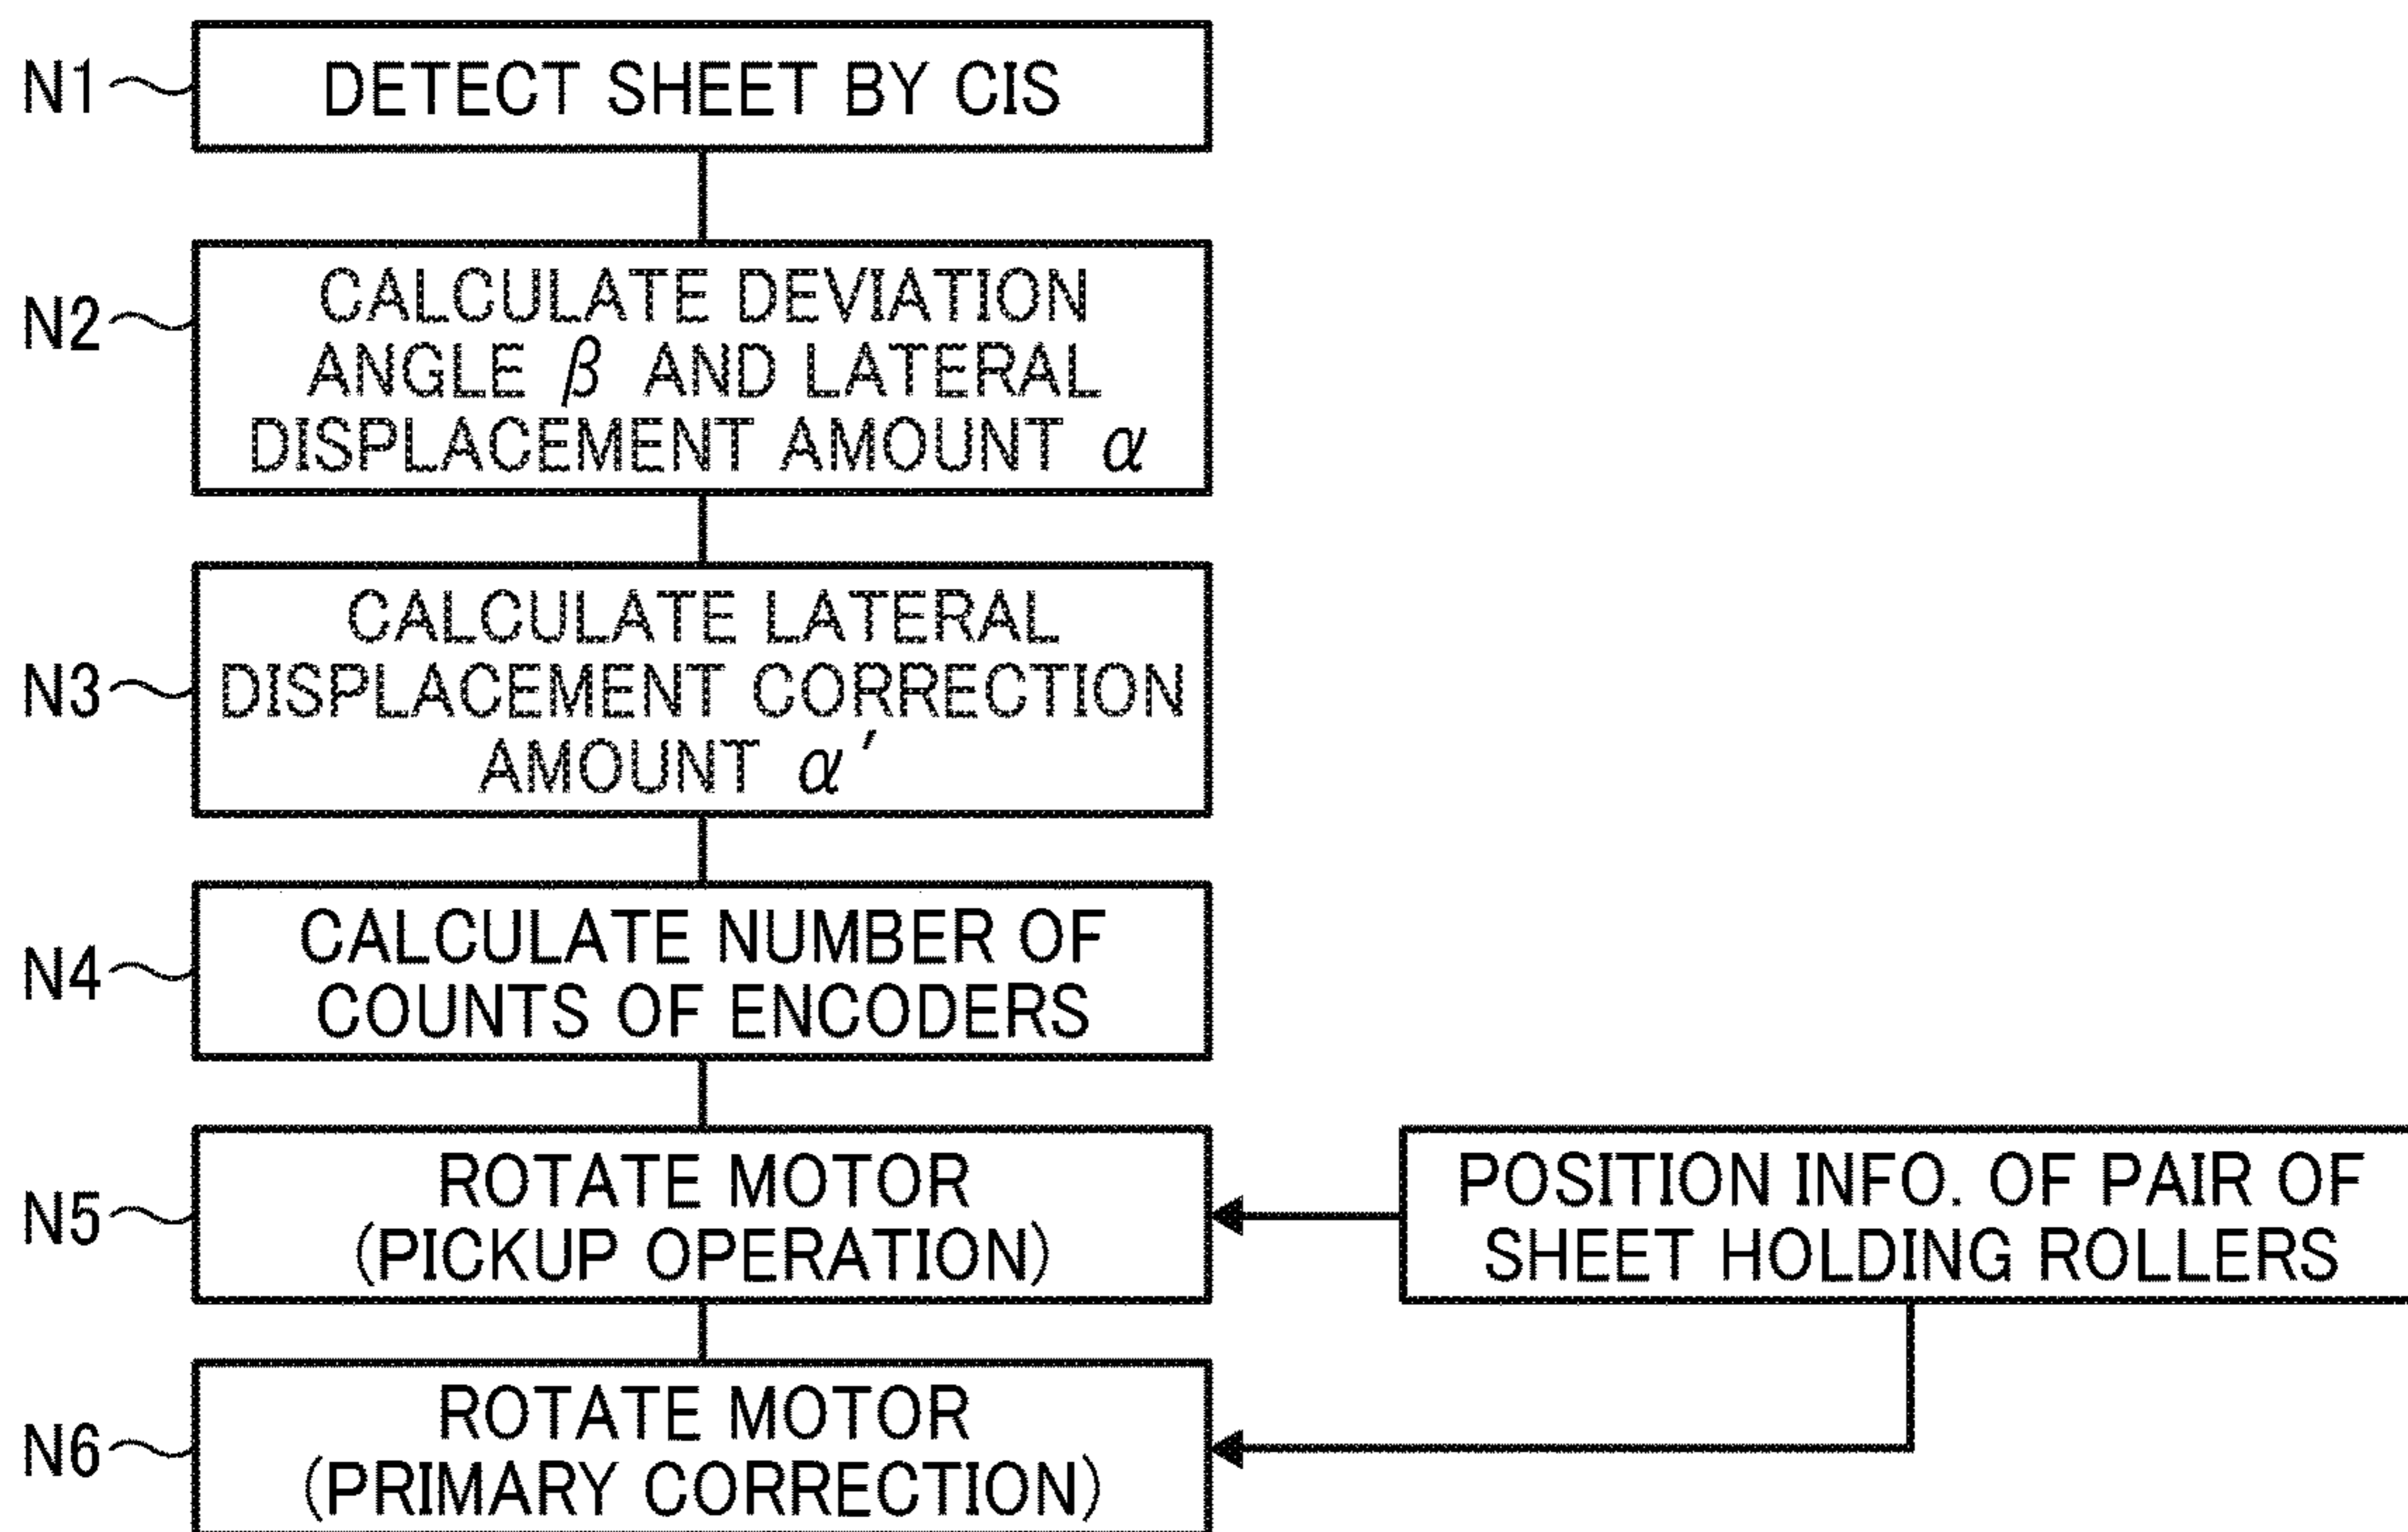 N1
DETECT SHEET BY CIS
N2
CALCULATE DEVIATION
ANGLE β AND LATERAL
DISPLACEMENT AMOUNT α
N3
CALCULATE LATERAL
DISPLACEMENT CORRECTION
AMOUNT α′
N4
CALCULATE NUMBER OF
COUNTS OF ENCODERS
N5
ROTATE MOTOR
(PICKUP OPERATION)
POSITION INFO. OF PAIR OF
SHEET HOLDING ROLLERS
N6
ROTATE MOTOR
(PRIMARY CORRECTION)